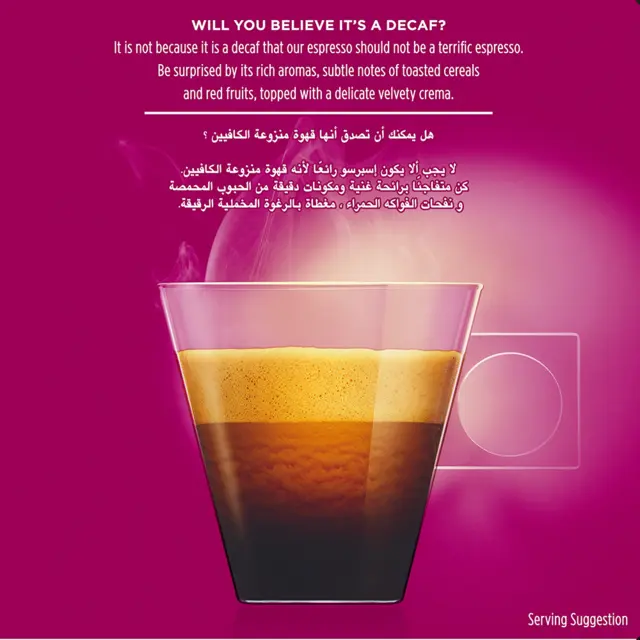 WILL YOU BELIEVE IT'S A DECAF?
It is not because it is a decaf that our espresso should not be a terrific espresso.
Be surprised by its rich aromas, subtle notes of toasted cereals
and red fruits, topped with a delicate velvety crema.
هل يمكنك أن تصدق أنها قهوة منزوعة الكافيين ؟
لا يجب ألا يكون إسبرسو رائعًا لأنه قهوة منزوعة الكافيين.
كن متفاجئًا برائحة غنية ومكونات دقيقة من الحبوب المحمصة
و نفحات الفواكه الحمراء ، مغطاة بالرغوة المخملية الرقيقة.
Serving Suggestion